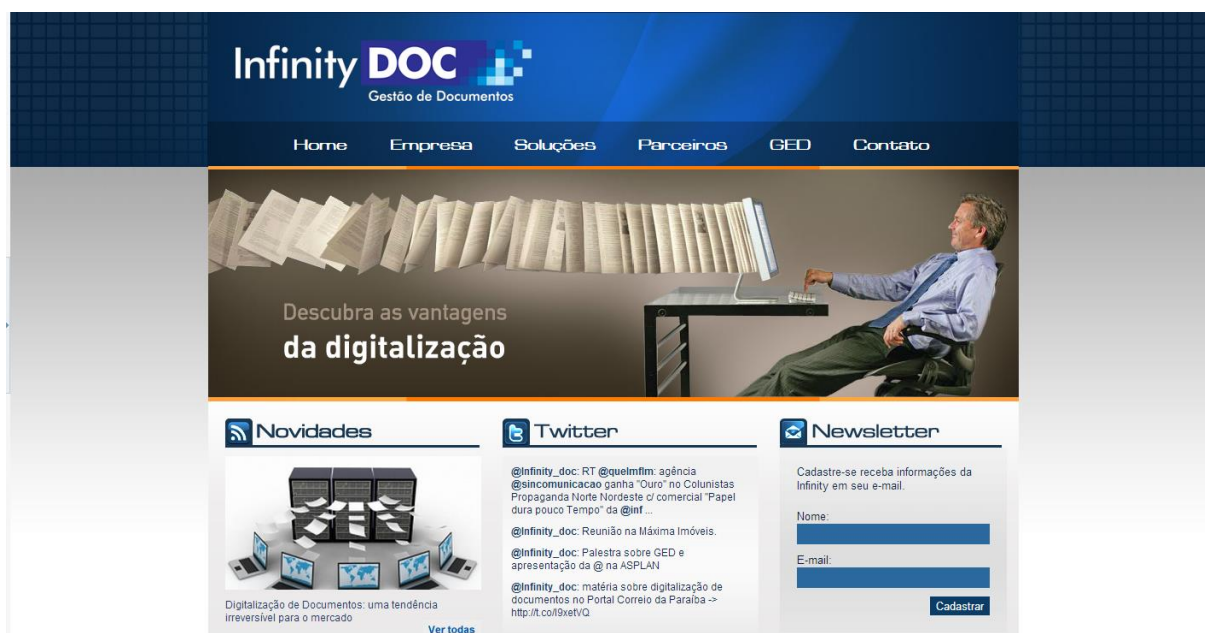 Infinity DOC
Gestão de Documentos
Home Empresa Soluções Parceiros GED Contato
Descubra as vantagens
da digitalização
Novidades
Digitalização de Documentos: uma tendência
irreversível para o mercado
Ver todas
Twitter
@Infinity_doc: RT @quelmflm: agência
@sincomunicacao ganha "Ouro" no Colunistas
Propaganda Norte Nordeste c/ comercial "Papel
dura pouco Tempo" da @inf ...
@Infinity_doc: Reunião na Máxima Imóveis.
@Infinity_doc: Palestra sobre GED e
apresentação da @ na ASPLAN
@Infinity_doc: matéria sobre digitalização de
documentos no Portal Correio da Paraíba ->
http://t.co/l9xetVQ
Newsletter
Cadastre-se receba informações da
Infinity em seu e-mail.
Nome:
E-mail:
Cadastrar